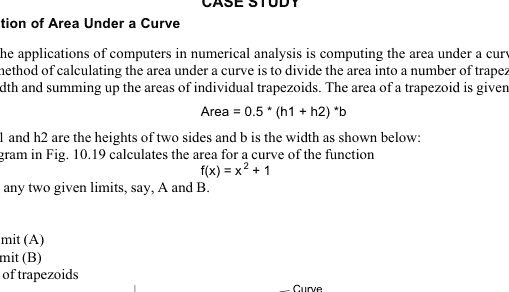 CASE STUDY
tion of Area Under a Curve
he applications of computers in numerical analysis is computing the area under a curv
nethod of calculating the area under a curve is to divide the area into a number of trapez
dth and summing up the areas of individual trapezoids. The area of a trapezoid is given
Area = 0.5 * (h1 + h2) *b
1 and h2 are the heights of two sides and b is the width as shown below:
gram in Fig. 10.19 calculates the area for a curve of the function
f(x) = x² + 1
any two given limits, say, A and B.
mit (A)
mit (B)
of trapezoids
Curve